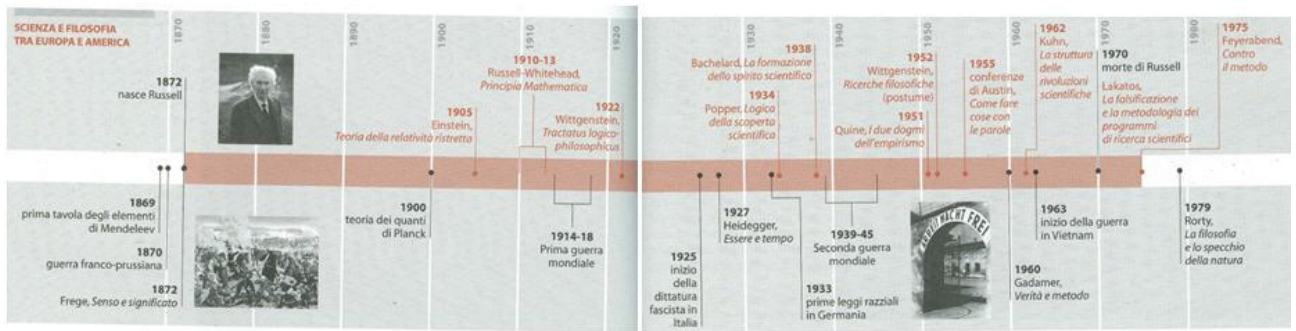 SCIENZA E FILOSOFIA
TRA EUROPA E AMERICA
1870
1880
1890
1900
1910
1920
1930
1940
1950
1960
1970
1980
1872
nasce Russell
1905
Einstein,
Teoria della relatività ristretta
1910-13
Russell-Whitehead,
Principia Mathematica
1922
Wittgenstein,
Tractatus logico-
philosophicus
1938
Bachelard, La formazione
dello spirito scientifico
1934
Popper, Logica
della scoperta
scientifica
1952
Wittgenstein,
Ricerche filosofiche
(postume)
1951
Quine, I due dogmi
dell'empirismo
1955
conferenze
di Austin,
Come fare
cose con
le parole
1962
Kuhn,
La struttura
delle
rivoluzioni
scientifiche
1970
morte di Russell
Lakatos,
La falsificazione
e la metodologia dei
programmi
di ricerca scientifici
1975
Feyerabend,
Contro
il metodo
1869
prima tavola degli elementi
di Mendeleev
1870
guerra franco-prussiana
1872
Frege, Senso e significato
1900
teoria dei quanti
di Planck
1914-18
Prima guerra
mondiale
1925
inizio
della
dittatura
fascista in
Italia
1927
Heidegger,
Essere e tempo
1933
prime leggi razziali
in Germania
1939-45
Seconda guerra
mondiale
ARBEIT MACHT FREI
1960
Gadamer,
Verità e metodo
1963
inizio della guerra
in Vietnam
1979
Rorty,
La filosofia
e lo specchio
della natura